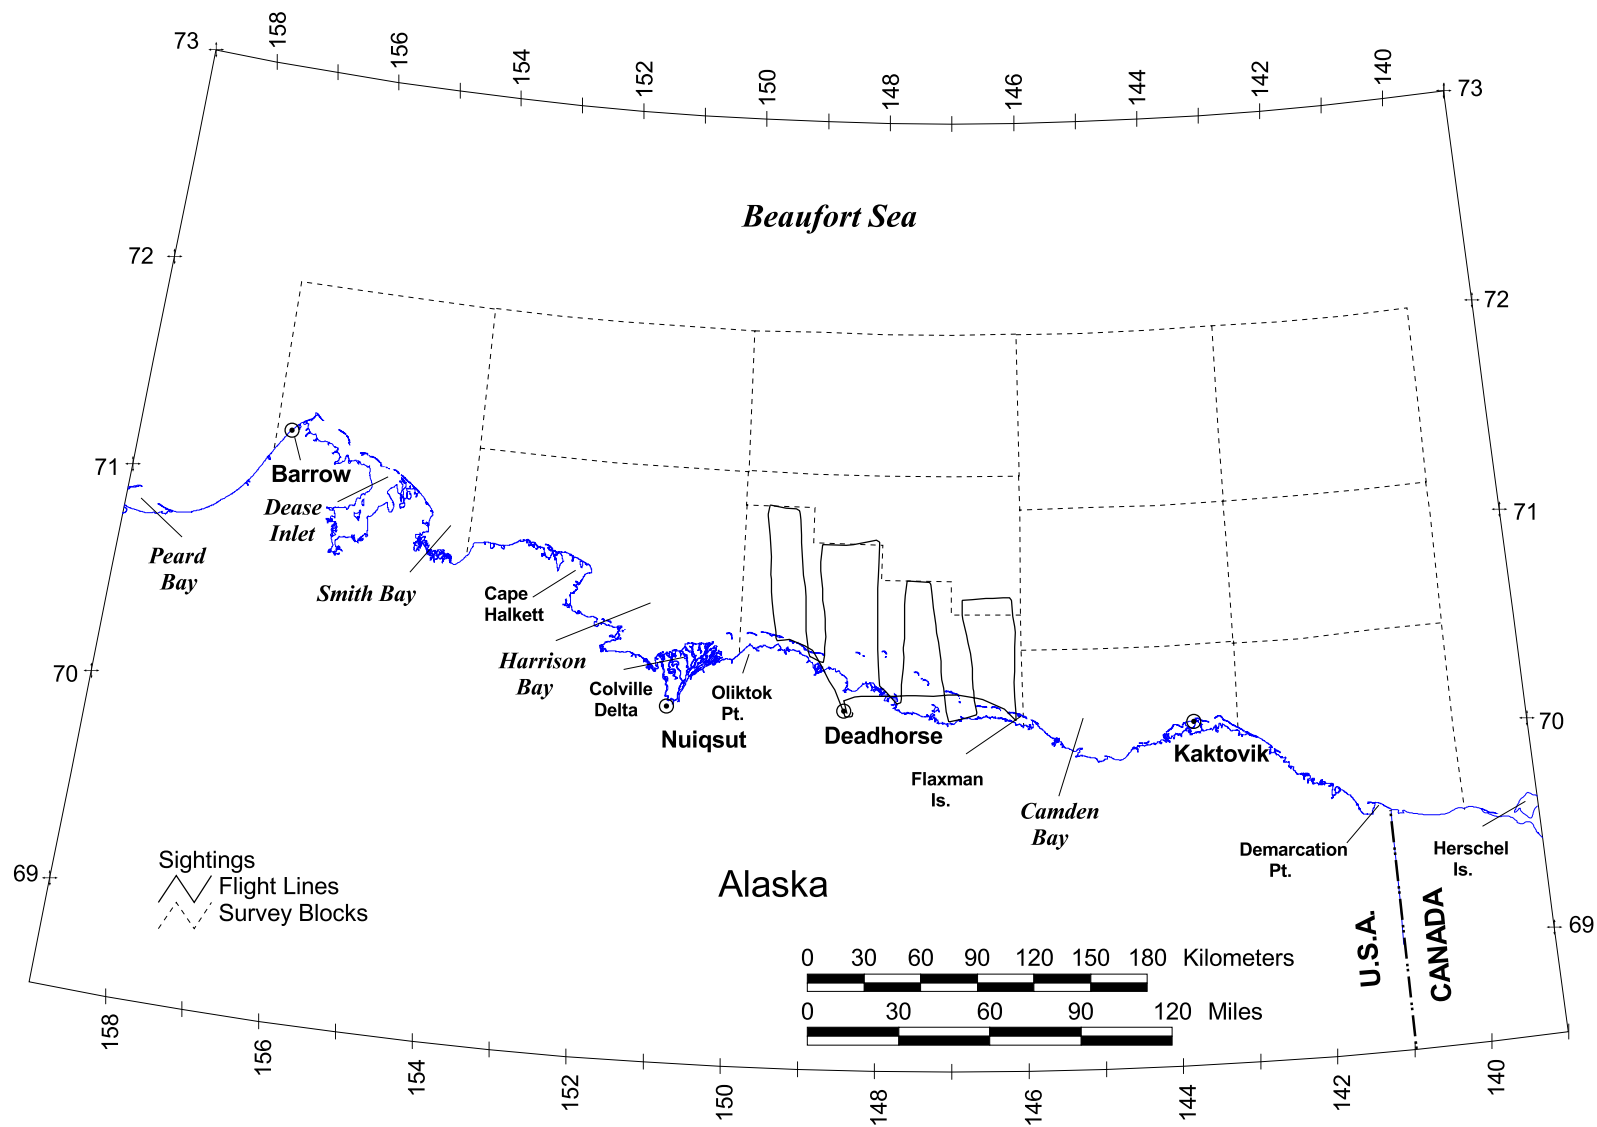 158
156
154
152
150
148
146
144
142
140
73
73
Beaufort Sea
72
72
71
71
Barrow
Dease
Inlet
Peard
Bay
Smith Bay
Cape
Halkett
Harrison
Bay
Colville
Delta
Oliktok
Pt.
Nuiqsut
Deadhorse
Kaktovik
70
70
Flaxman
Is.
Camden
Bay
Demarcation
Pt.
Herschel
Is.
Alaska
69
69
Sightings
Flight Lines
Survey Blocks
U.S.A.
CANADA
0 30 60 90 120 150 180 Kilometers
0 30 60 90 120 Miles
158
156
154
152
150
148
146
144
142
140